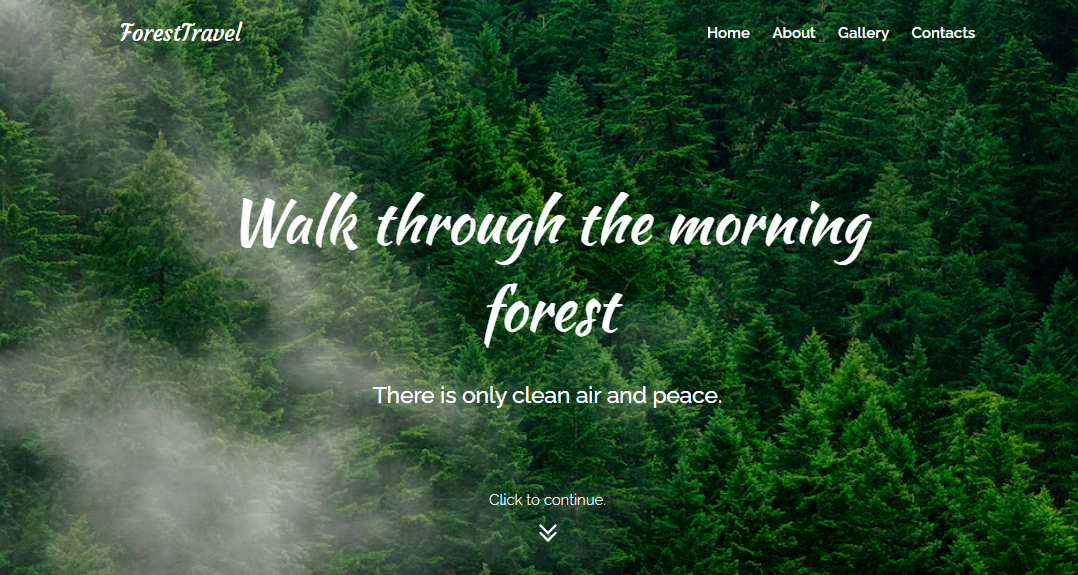 ForestTravel
Home About Gallery Contacts
Walk through the morning
forest
There is only clean air and peace.
Click to continue.